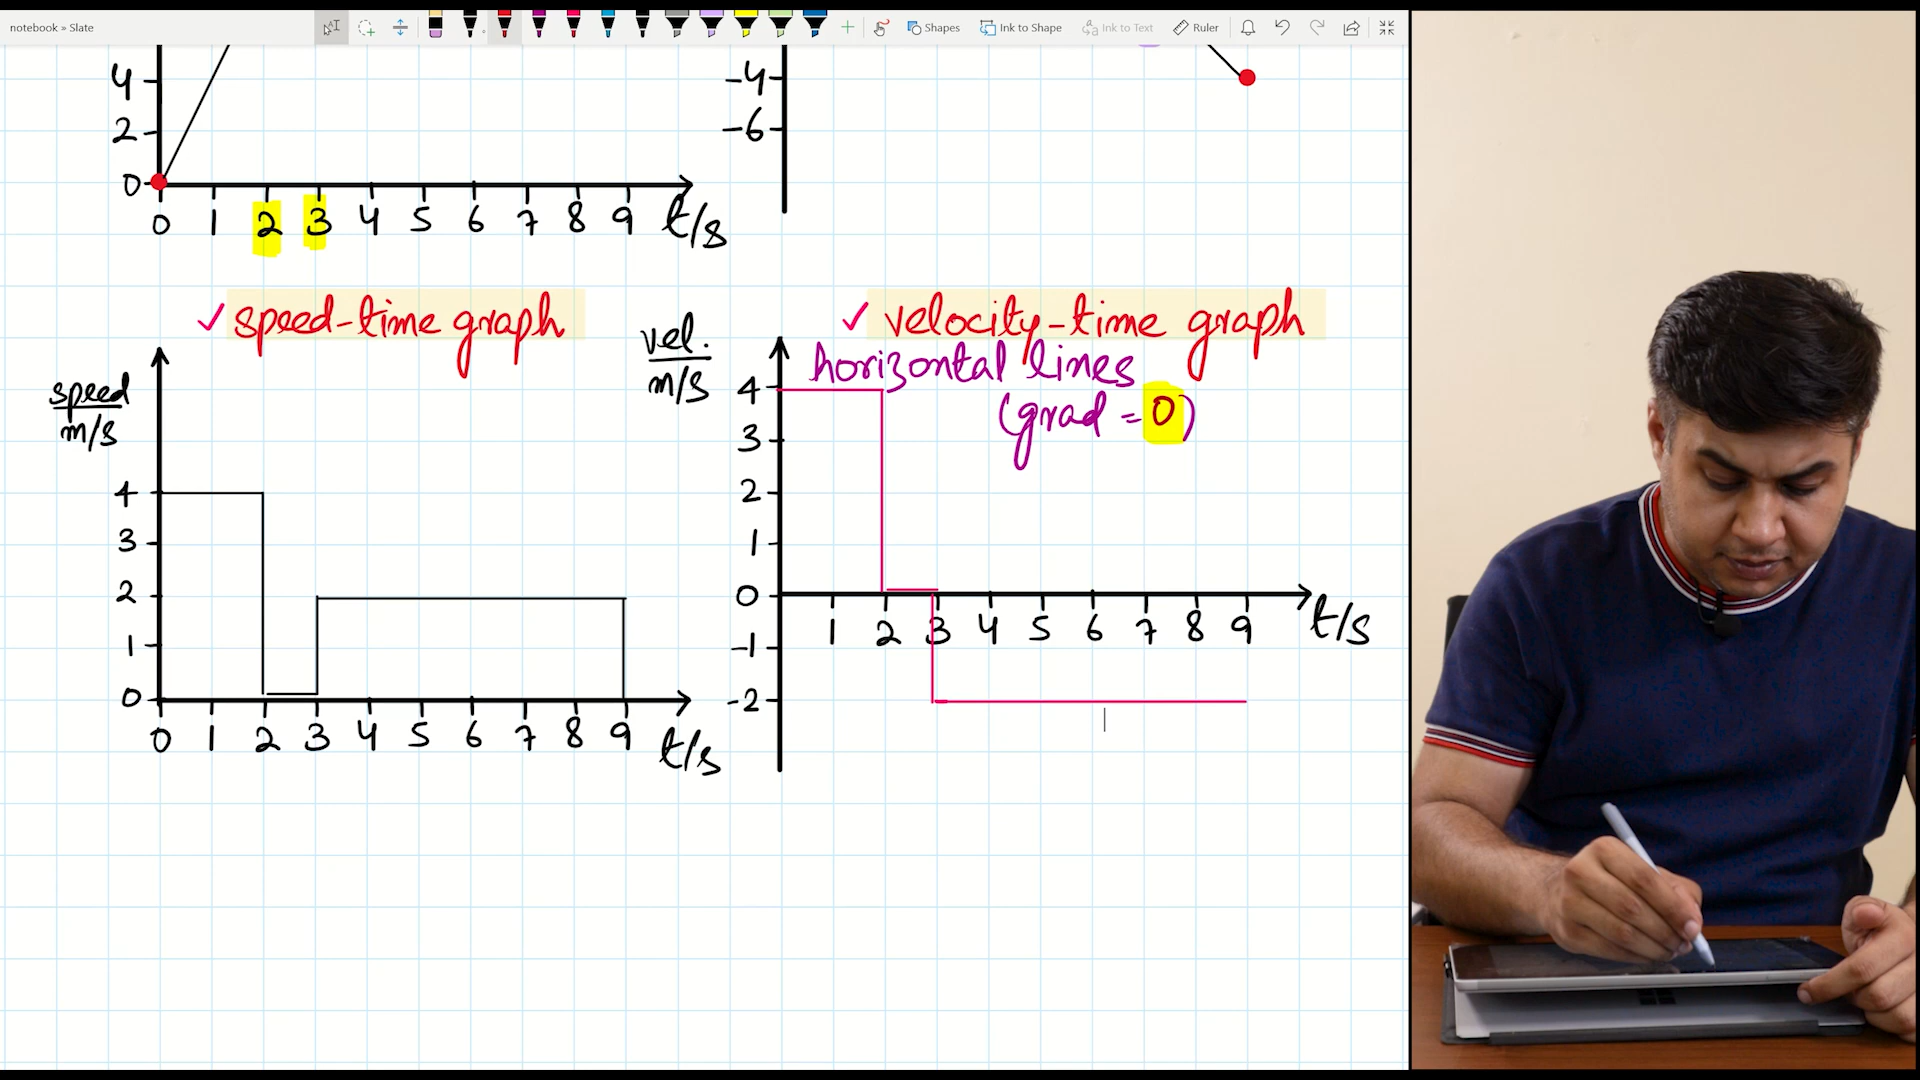 notebook » Slate
Shapes
Ink to Shape
Ink to Text
Ruler
4
2
0
0 1 2 3 4 5 6 7 8 9 t/s
-4
-6
✓ speed-time graph
speed
m/s
4
3
2
1
0
0 1 2 3 4 5 6 7 8 9 t/s
✓ velocity-time graph
vel.
m/s
horizontal lines
(grad = 0)
4
3
2
1
0
-1
-2
1 2 3 4 5 6 7 8 9 t/s